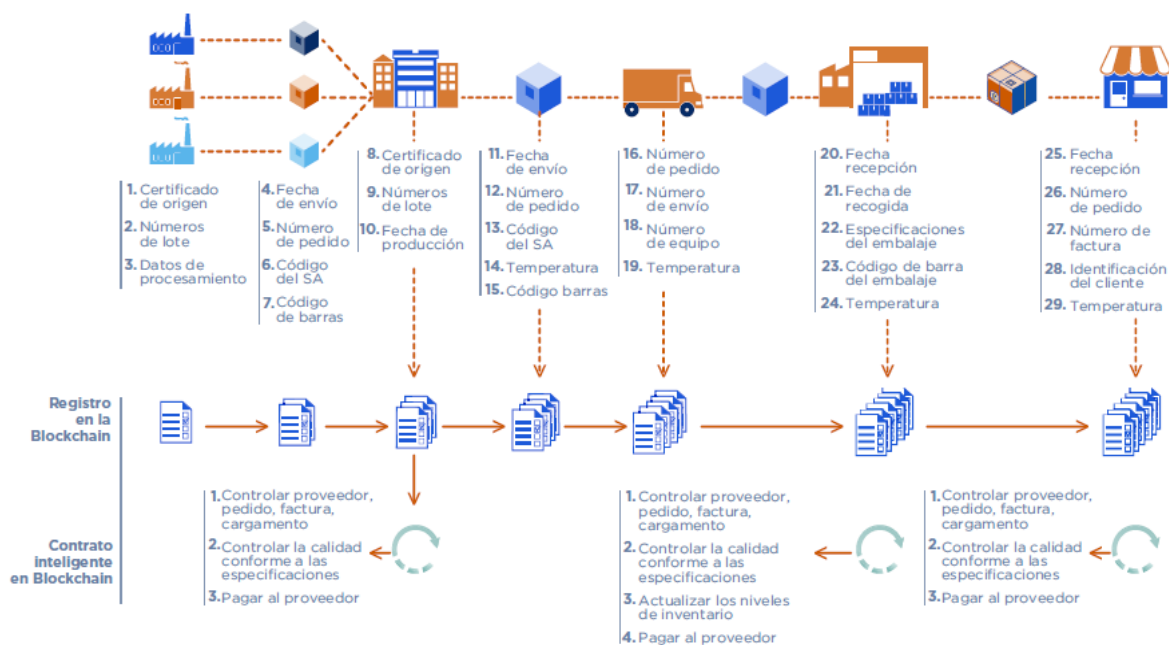 1. Certificado
de origen
2. Números
de lote
3. Datos de
procesamiento
4. Fecha
de envío
5. Número
de pedido
6. Código
del SA
7. Código
de barras
8. Certificado
de origen
9. Números
de lote
10. Fecha de
producción
11. Fecha
de envío
12. Número
de pedido
13. Código
del SA
14. Temperatura
15. Código barras
16. Número
de pedido
17. Número
de envío
18. Número
de equipo
19. Temperatura
20. Fecha
recepción
21. Fecha de
recogida
22. Especificaciones
del embalaje
23. Código de barra
del embalaje
24. Temperatura
25. Fecha
recepción
26. Número
de pedido
27. Número de
factura
28. Identificación
del cliente
29. Temperatura
Registro
en la
Blockchain
Contrato
inteligente
en Blockchain
1. Controlar proveedor,
pedido, factura,
cargamento
2. Controlar la calidad
conforme a las
especificaciones
3. Pagar al proveedor
1. Controlar proveedor,
pedido, factura,
cargamento
2. Controlar la calidad
conforme a las
especificaciones
3. Actualizar los niveles
de inventario
4. Pagar al proveedor
1. Controlar proveedor,
pedido, factura,
cargamento
2. Controlar la calidad
conforme a las
especificaciones
3. Pagar al proveedor